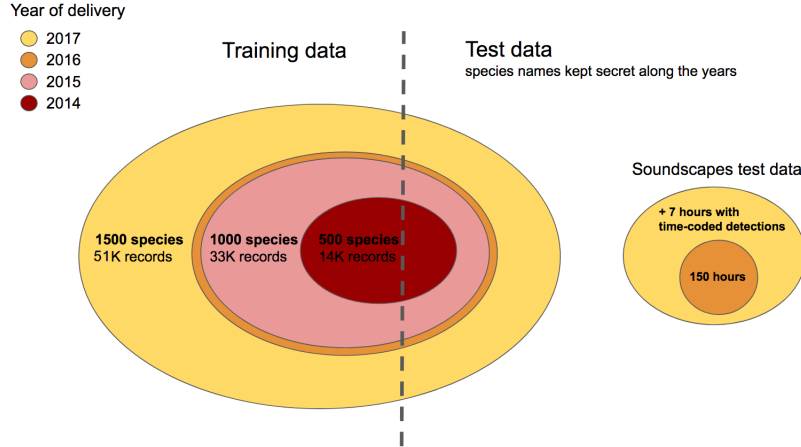 Year of delivery
2017
2016
2015
2014
Training data
Test data
species names kept secret along the years
1500 species
51K records
1000 species
33K records
500 species
14K records
Soundscapes test data
+ 7 hours with
time-coded detections
150 hours